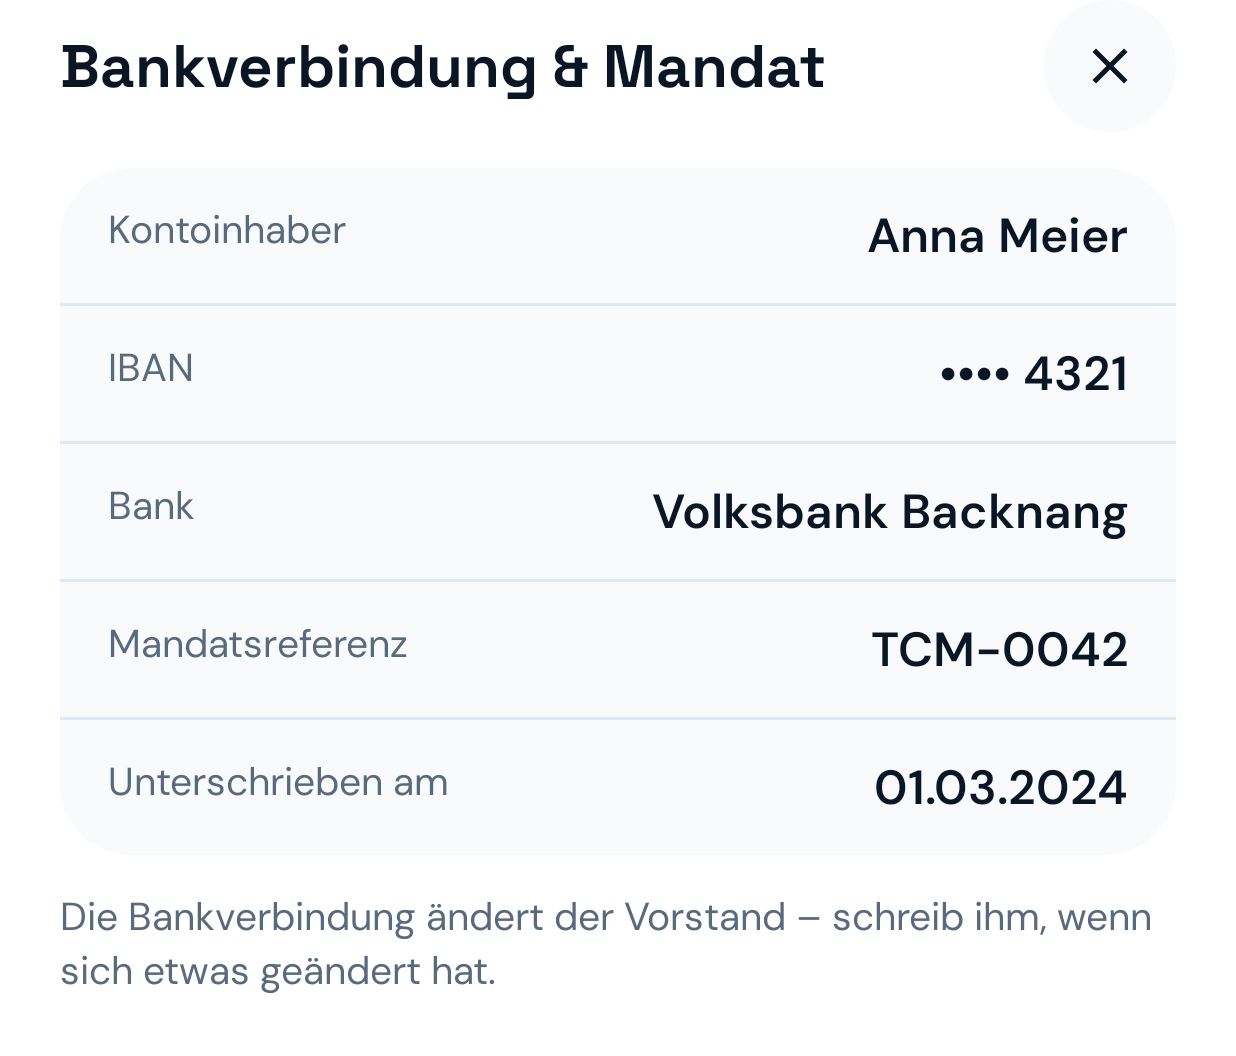 Bankverbindung & Mandat
Kontoinhaber Anna Meier
IBAN •••• 4321
Bank Volksbank Backnang
Mandatsreferenz TCM-0042
Unterschrieben am 01.03.2024
Die Bankverbindung ändert der Vorstand – schreib ihm, wenn
sich etwas geändert hat.